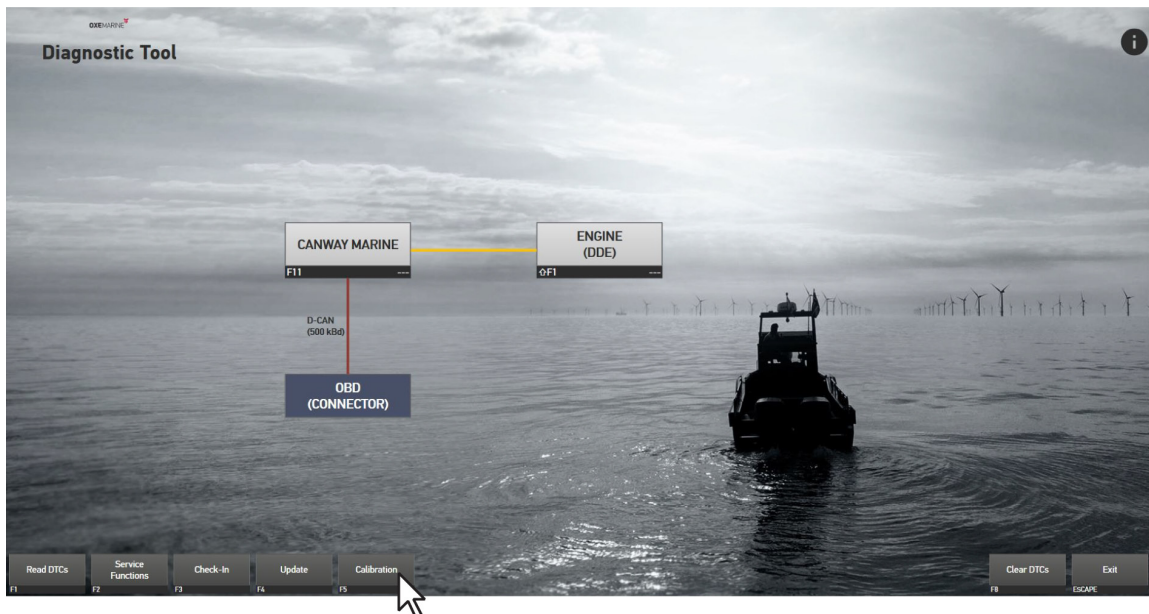 OXEMARINE
Diagnostic Tool
i
CANWAY MARINE
F11 ---
ENGINE
(DDE)
⇧F1 ---
D-CAN
(500 kBd)
OBD
(CONNECTOR)
Read DTCs
F1
Service
Functions
F2
Check-In
F3
Update
F4
Calibration
F5
Clear DTCs
F8
Exit
ESCAPE